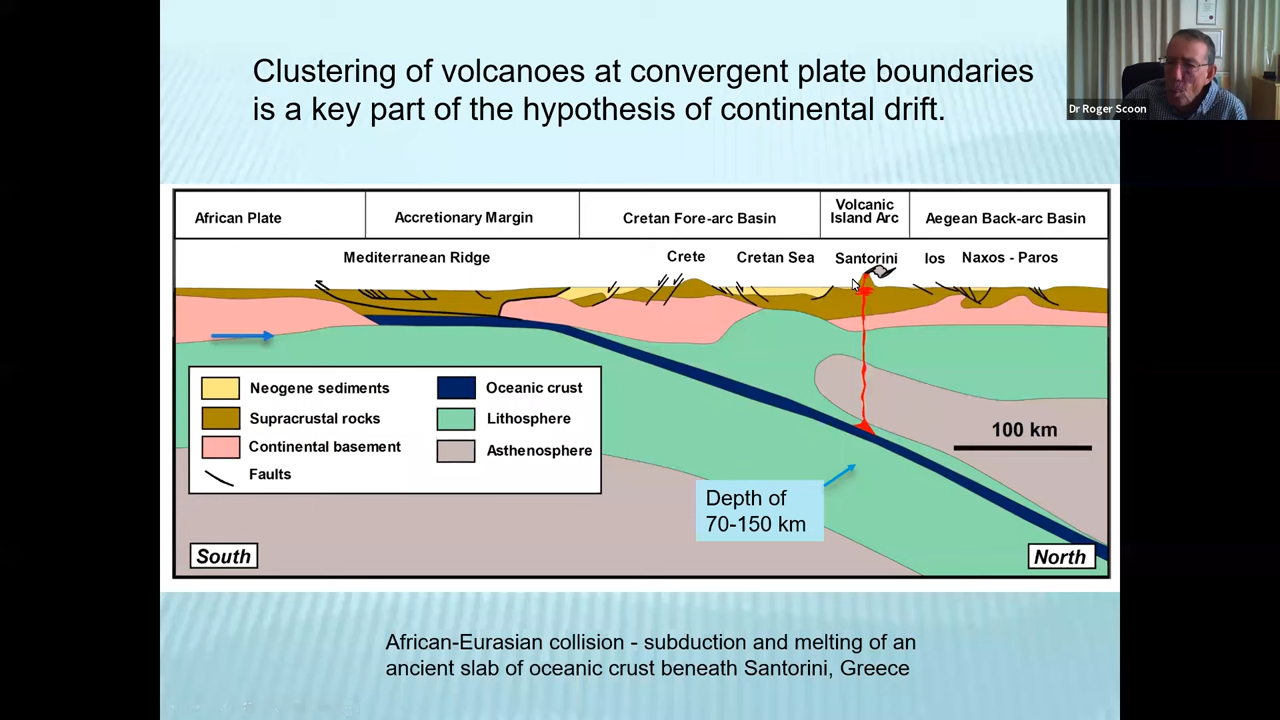 Clustering of volcanoes at convergent plate boundaries
is a key part of the hypothesis of continental drift.
Dr Roger Scoon
African Plate
Accretionary Margin
Cretan Fore-arc Basin
Volcanic
Island Arc
Aegean Back-arc Basin
Mediterranean Ridge
Crete
Cretan Sea
Santorini
Ios
Naxos - Paros
Neogene sediments
Supracrustal rocks
Continental basement
Faults
Oceanic crust
Lithosphere
Asthenosphere
100 km
Depth of
70-150 km
South
North
African-Eurasian collision - subduction and melting of an
ancient slab of oceanic crust beneath Santorini, Greece